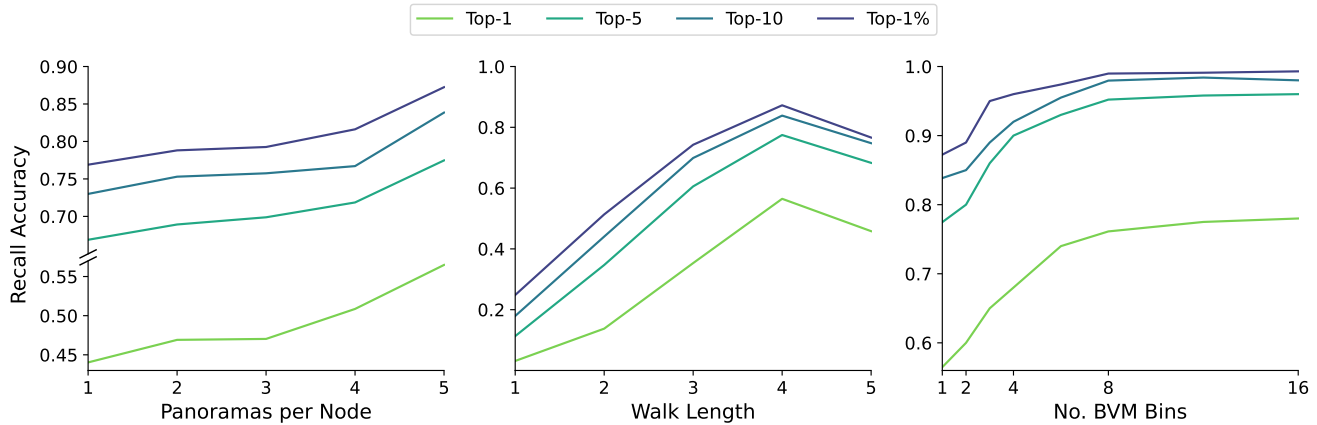 Top-1 Top-5 Top-10 Top-1%
Recall Accuracy
0.90
0.85
0.80
0.75
0.70
0.55
0.50
0.45
1 2 3 4 5
Panoramas per Node
1.0
0.8
0.6
0.4
0.2
1 2 3 4 5
Walk Length
1.0
0.9
0.8
0.7
0.6
1 2 4 8 16
No. BVM Bins